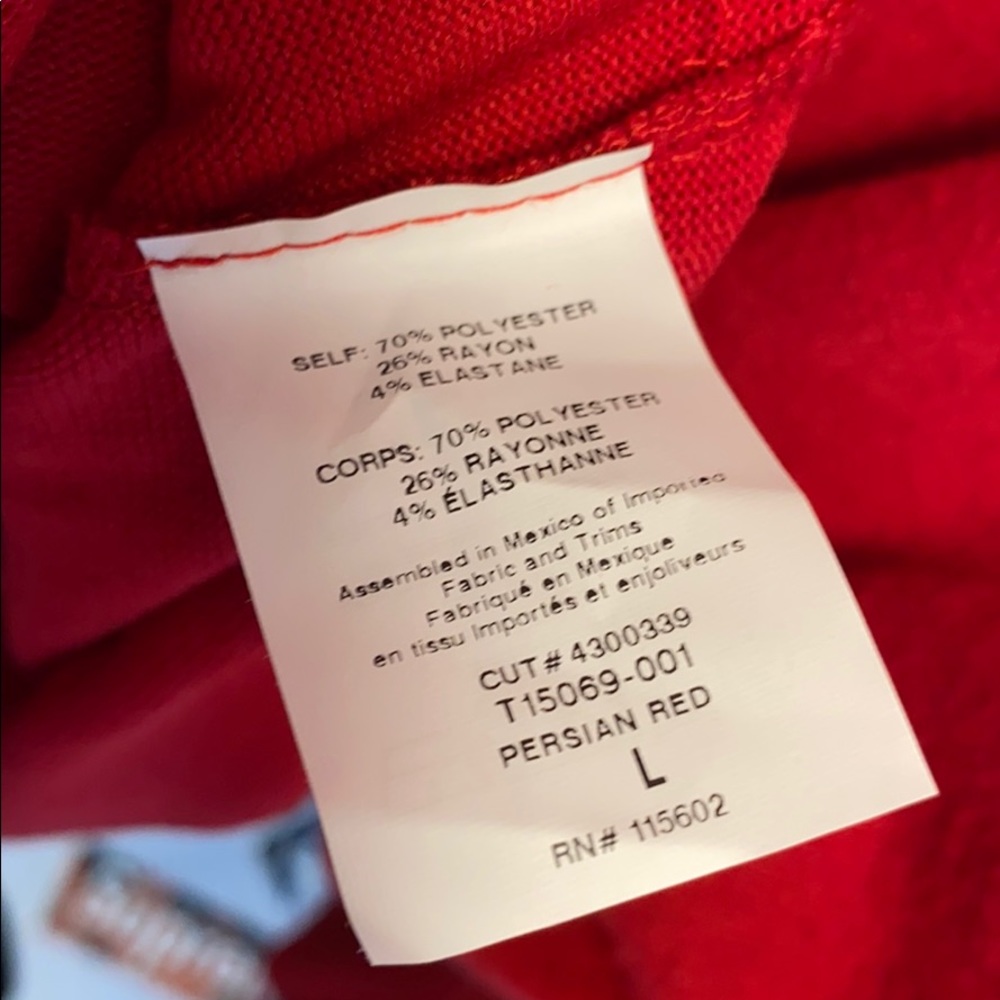 SELF: 70% POLYESTER
26% RAYON
4% ELASTANE
CORPS: 70% POLYESTER
26% RAYONNE
4% ÉLASTHANNE
Assembled in Mexico of Imported
Fabric and Trims
Fabriqué en Mexique
en tissu Importés et enjoliveurs
CUT# 4300339
T15069-001
PERSIAN RED
L
RN# 115602